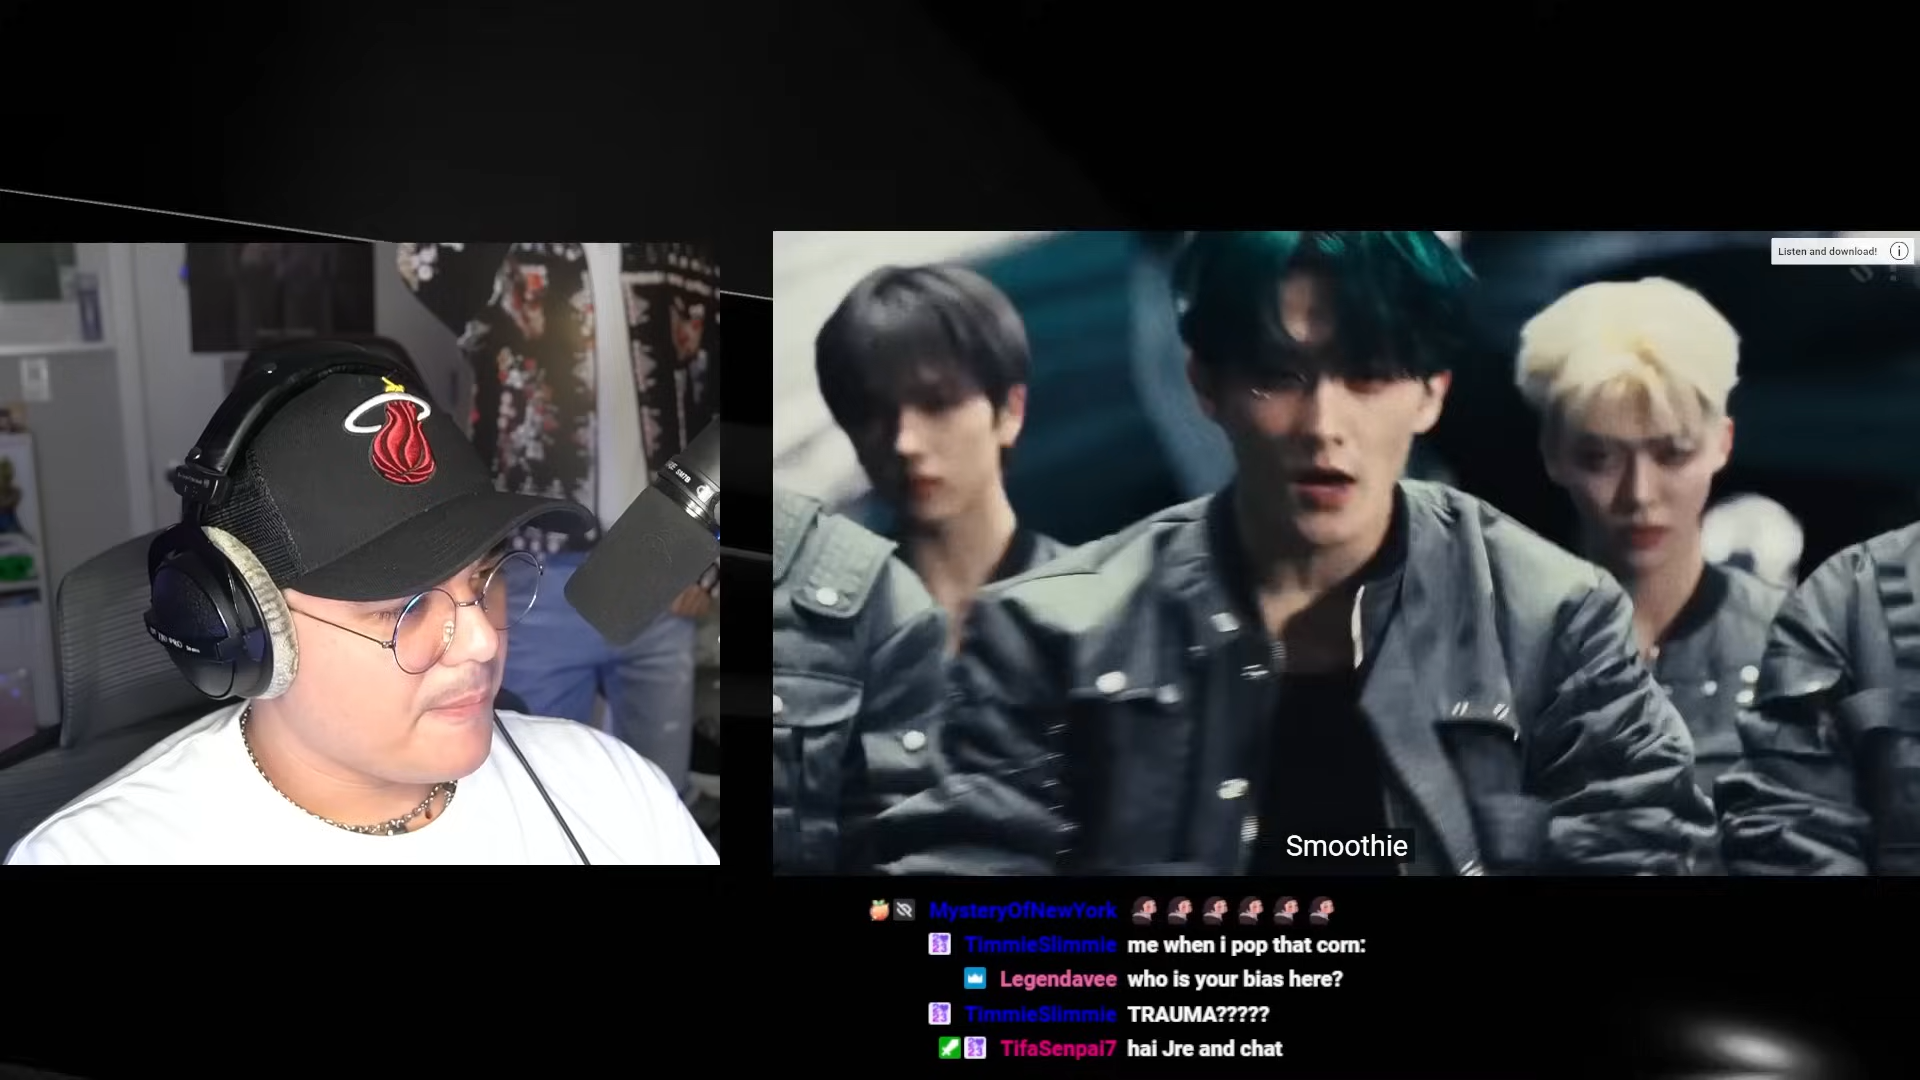 Listen and download!
Smoothie
MysteryOfNewYork
TimmieSlimmie me when i pop that corn:
Legendavee who is your bias here?
TimmieSlimmie TRAUMA?????
TifaSenpai7 hai Jre and chat